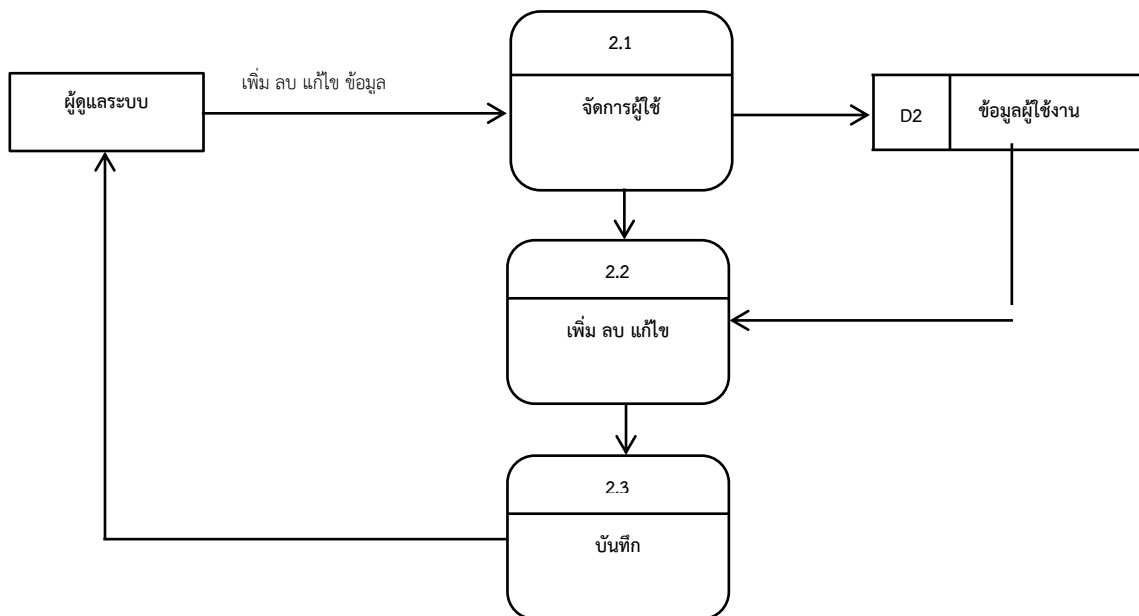 2.1
เพิ่ม ลบ แก้ไข ข้อมูล
ผู้ดูแลระบบ
จัดการผู้ใช้
D2
ข้อมูลผู้ใช้งาน
2.2
เพิ่ม ลบ แก้ไข
2.3
บันทึก